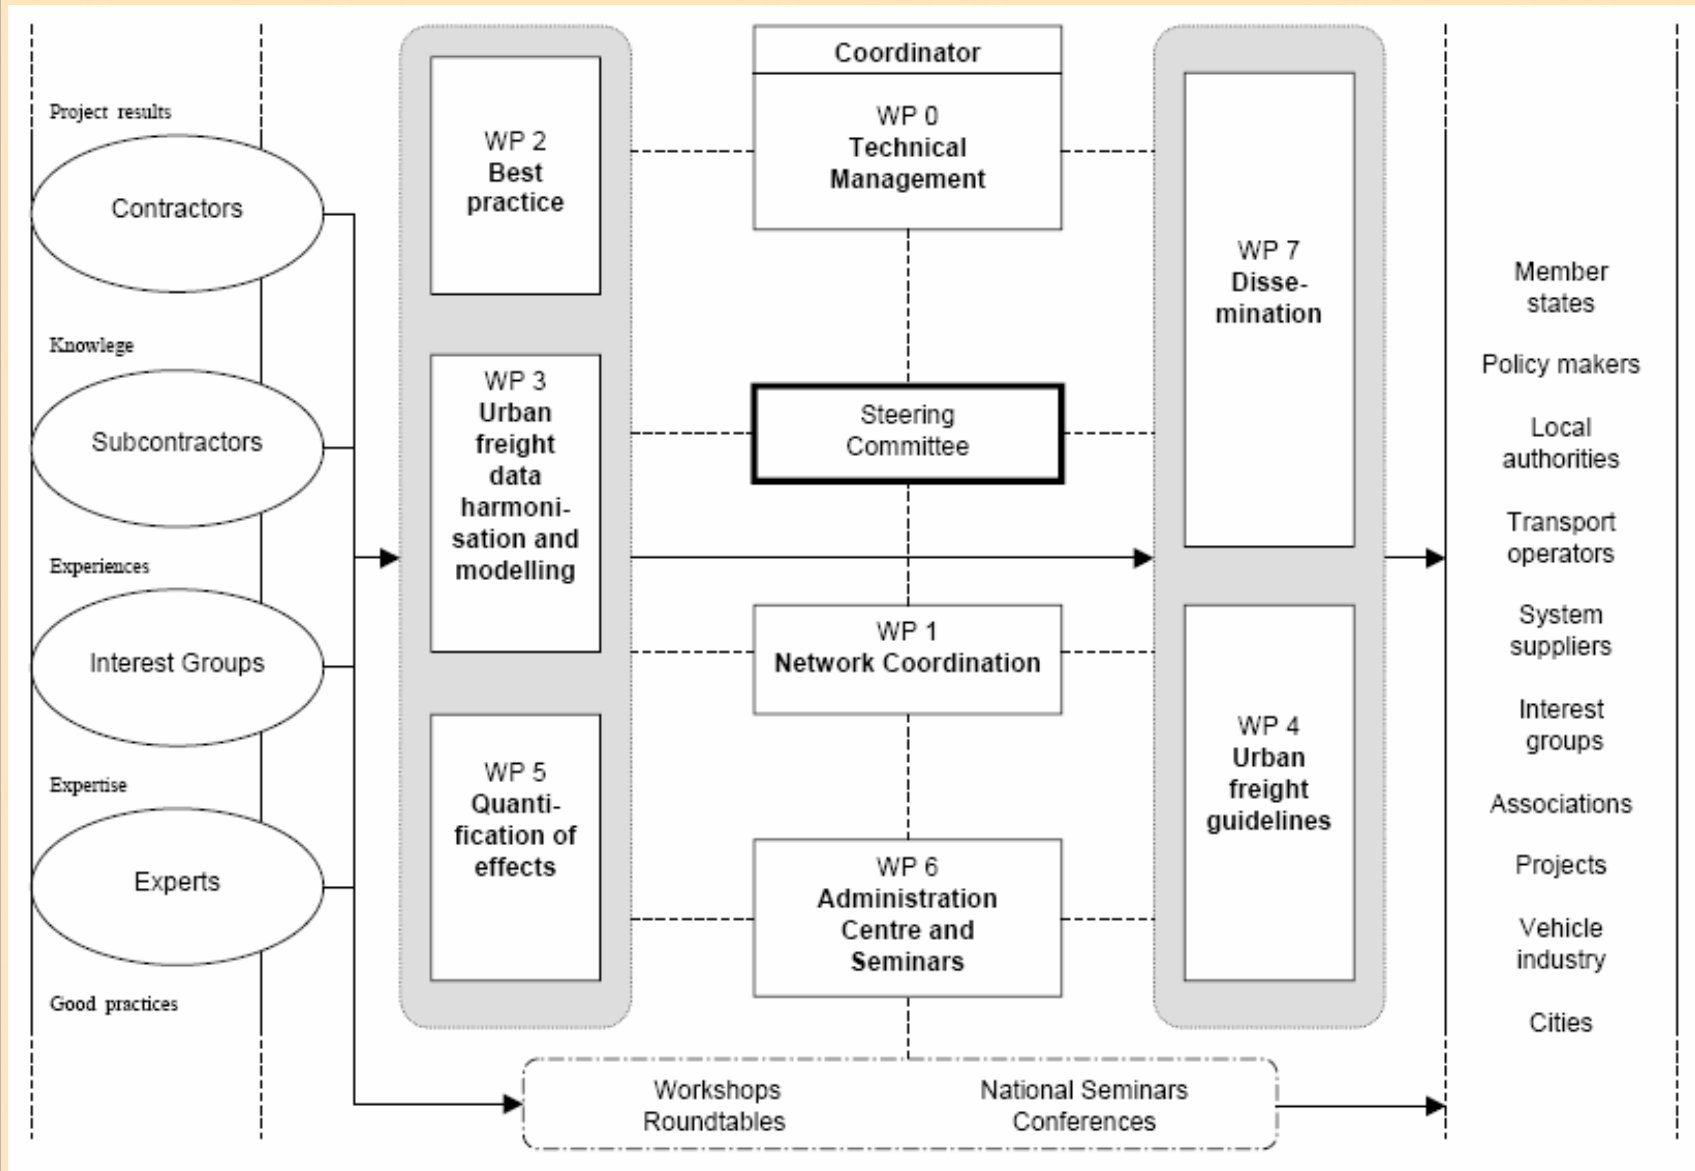 Project results
Contractors
Knowlege
Subcontractors
Experiences
Interest Groups
Expertise
Experts
Good practices
WP 2
Best
practice
WP 3
Urban
freight
data
harmoni-
sation and
modelling
WP 5
Quanti-
fication of
effects
Coordinator
WP 0
Technical
Management
Steering
Committee
WP 1
Network Coordination
WP 6
Administration
Centre and
Seminars
Workshops
Roundtables
National Seminars
Conferences
WP 7
Disse-
mination
WP 4
Urban
freight
guidelines
Member
states
Policy makers
Local
authorities
Transport
operators
System
suppliers
Interest
groups
Associations
Projects
Vehicle
industry
Cities